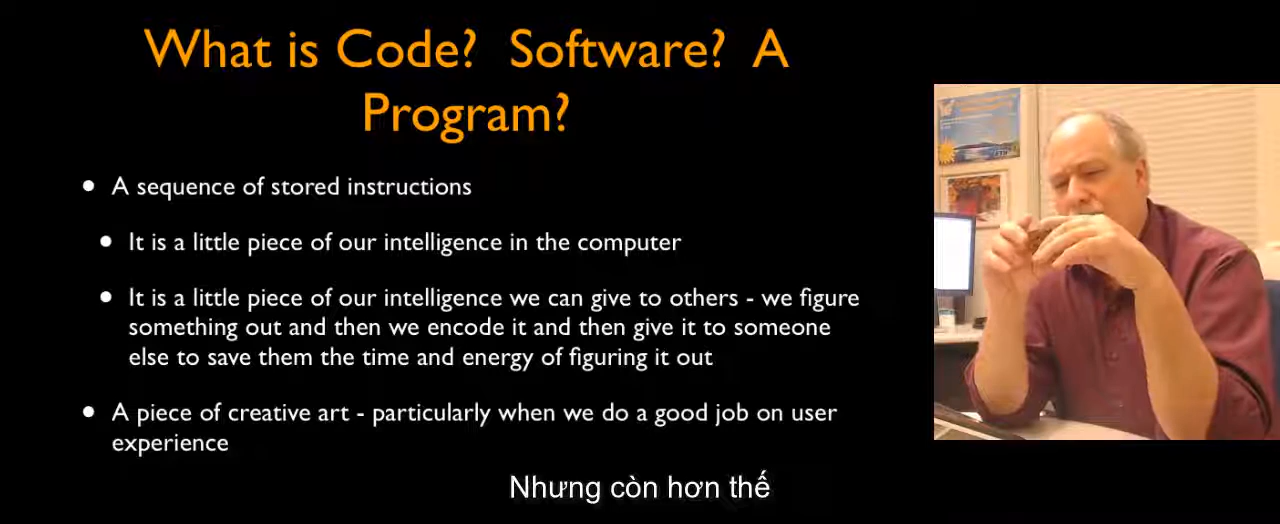 What is Code? Software? A
Program?
• A sequence of stored instructions
• It is a little piece of our intelligence in the computer
• It is a little piece of our intelligence we can give to others - we figure
something out and then we encode it and then give it to someone
else to save them the time and energy of figuring it out
• A piece of creative art - particularly when we do a good job on user
experience
Nhưng còn hơn thế